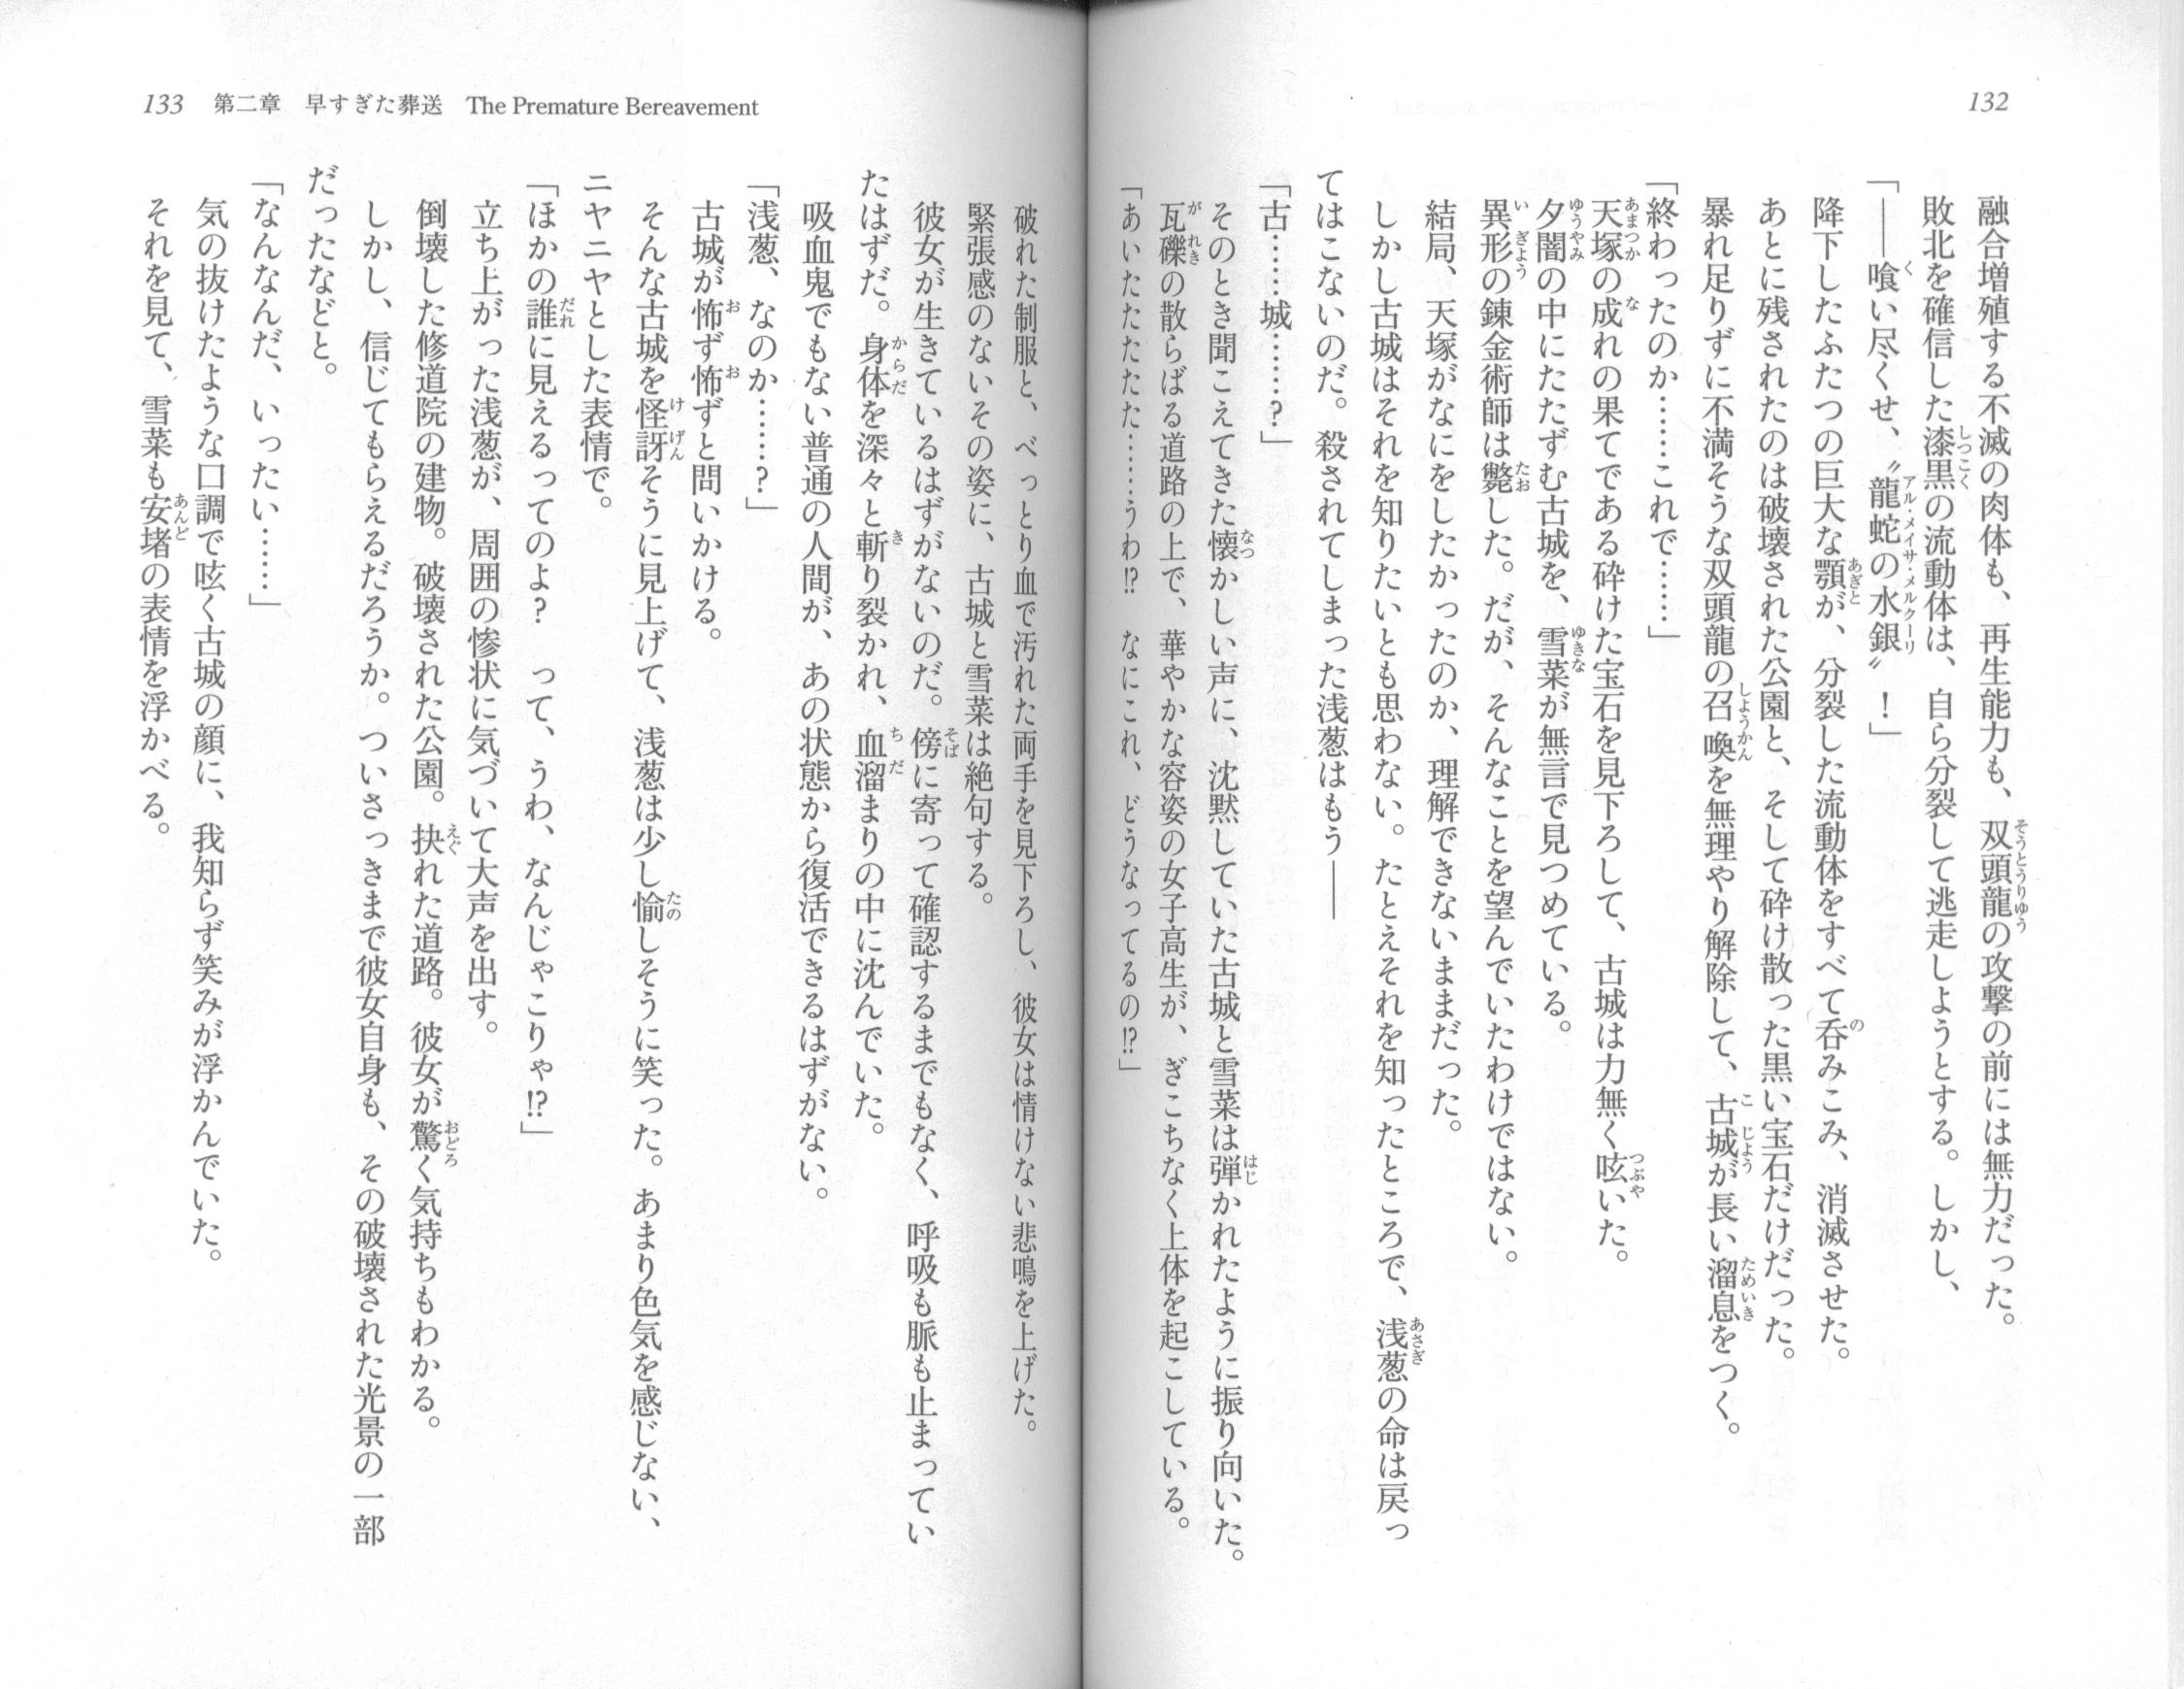 132
融合増殖する不滅の肉体も、再生能力も、双頭龍の攻撃の前には無力だった。
敗北を確信した漆黒の流動体は、自ら分裂して逃走しようとする。しかし、
「――喰い尽くせ、〝龍蛇の水銀〟！」
降下したふたつの巨大な顎が、分裂した流動体をすべて呑みこみ、消滅させた。
あとに残されたのは破壊された公園と、そして砕け散った黒い宝石だけだった。
暴れ足りずに不満そうな双頭龍の召喚を無理やり解除して、古城が長い溜息をつく。
「終わったのか……これで……」
天塚の成れの果てである砕けた宝石を見下ろして、古城は力無く呟いた。
夕闇の中にたたずむ古城を、雪菜が無言で見つめている。
異形の錬金術師は斃した。だが、そんなことを望んでいたわけではない。
結局、天塚がなにをしたかったのか、理解できないままだった。
しかし古城はそれを知りたいとも思わない。たとえそれを知ったところで、浅葱の命は戻っ
てはこないのだ。殺されてしまった浅葱はもう――
「古……城……？」
そのとき聞こえてきた懐かしい声に、沈黙していた古城と雪菜は弾かれたように振り向いた。
瓦礫の散らばる道路の上で、華やかな容姿の女子高生が、ぎこちなく上体を起こしている。
「あいたたたたた……うわ!?　なにこれ、どうなってるの!?」
133　第二章　早すぎた葬送　The Premature Bereavement
破れた制服と、べっとり血で汚れた両手を見下ろし、彼女は情けない悲鳴を上げた。
緊張感のないその姿に、古城と雪菜は絶句する。
彼女が生きているはずがないのだ。傍に寄って確認するまでもなく、呼吸も脈も止まってい
たはずだ。身体を深々と斬り裂かれ、血溜まりの中に沈んでいた。
吸血鬼でもない普通の人間が、あの状態から復活できるはずがない。
「浅葱、なのか……？」
古城が怖ず怖ずと問いかける。
そんな古城を怪訝そうに見上げて、浅葱は少し愉しそうに笑った。あまり色気を感じない、
ニヤニヤとした表情で。
「ほかの誰に見えるってのよ？　って、うわ、なんじゃこりゃ!?」
立ち上がった浅葱が、周囲の惨状に気づいて大声を出す。
倒壊した修道院の建物。破壊された公園。抉れた道路。彼女が驚く気持ちもわかる。
しかし、信じてもらえるだろうか。ついさっきまで彼女自身も、その破壊された光景の一部
だったなどと。
「なんなんだ、いったい……」
気の抜けたような口調で呟く古城の顔に、我知らず笑みが浮かんでいた。
それを見て、雪菜も安堵の表情を浮かべる。